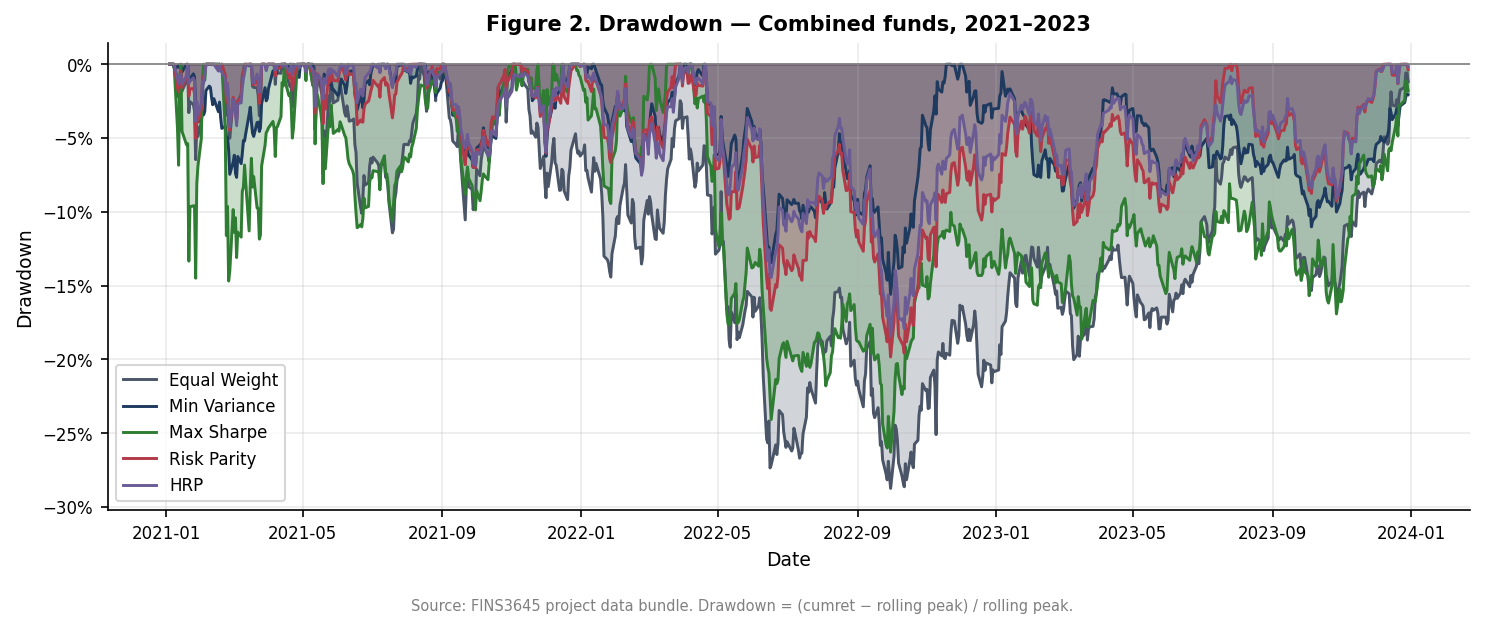 Figure 2. Drawdown — Combined funds, 2021–2023
0%
−5%
−10%
−15%
−20%
−25%
−30%
Drawdown
Equal Weight
Min Variance
Max Sharpe
Risk Parity
HRP
2021-01 2021-05 2021-09 2022-01 2022-05 2022-09 2023-01 2023-05 2023-09 2024-01
Date
Source: FINS3645 project data bundle. Drawdown = (cumret − rolling peak) / rolling peak.